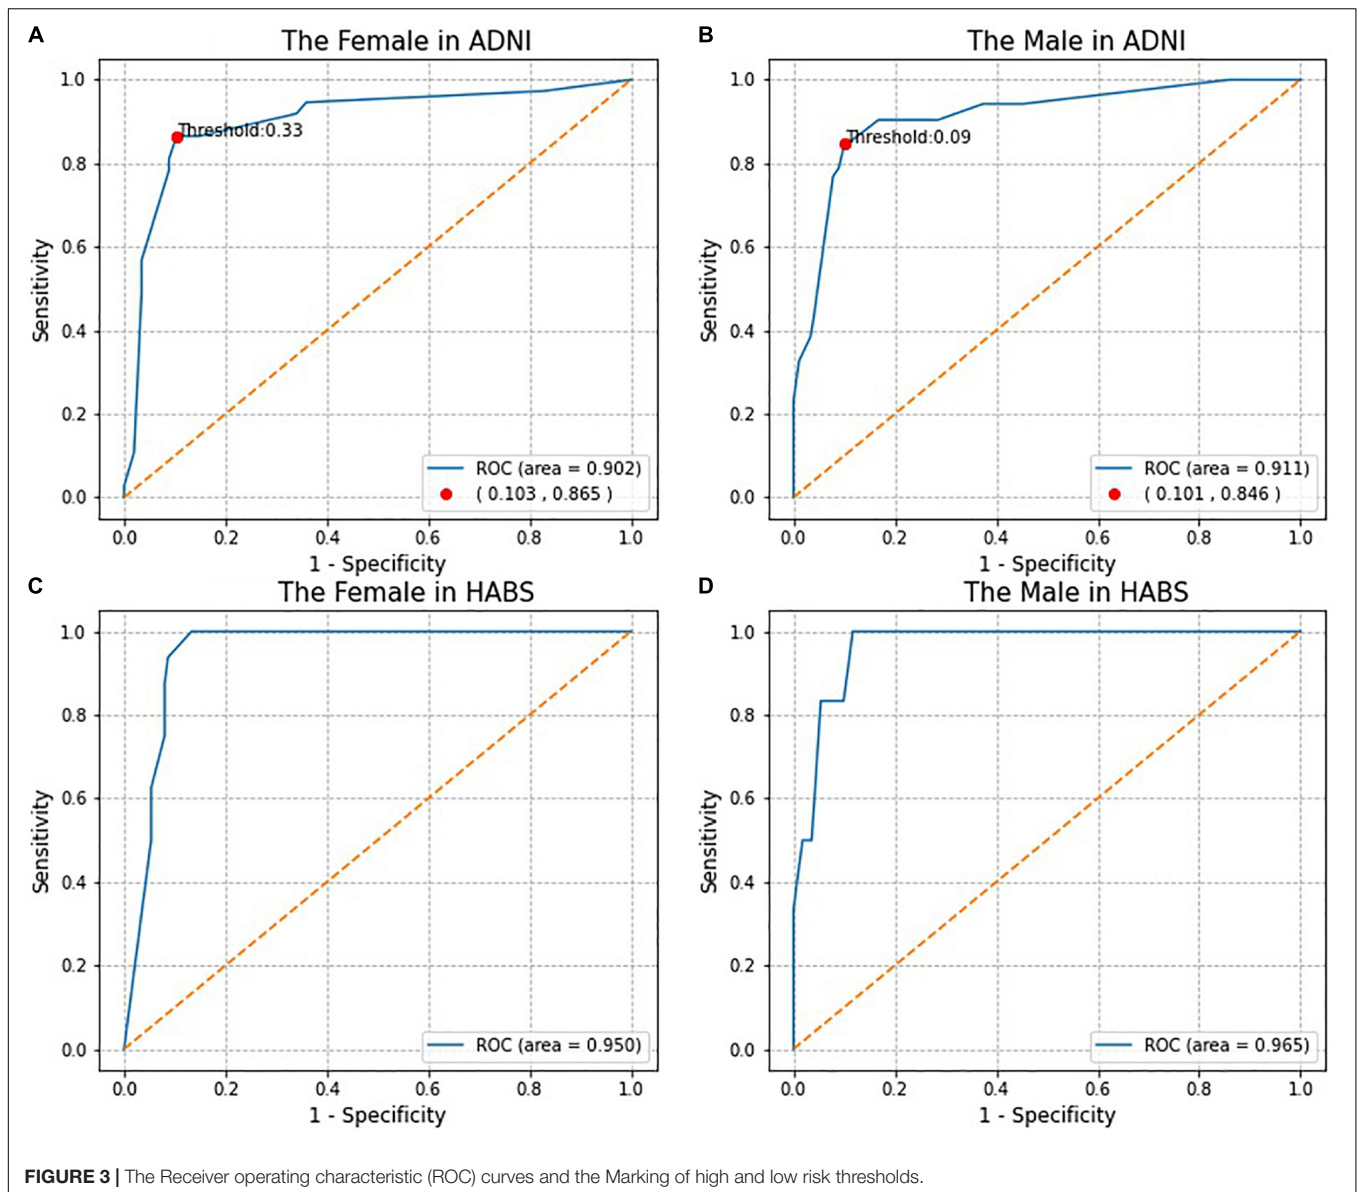 A
The Female in ADNI
1.0
0.8
0.6
0.4
0.2
0.0
Sensitivity
Threshold:0.33
ROC (area = 0.902)
( 0.103 , 0.865 )
0.0 0.2 0.4 0.6 0.8 1.0
1 - Specificity
B
The Male in ADNI
1.0
0.8
0.6
0.4
0.2
0.0
Sensitivity
Threshold:0.09
ROC (area = 0.911)
( 0.101 , 0.846 )
0.0 0.2 0.4 0.6 0.8 1.0
1 - Specificity
C
The Female in HABS
1.0
0.8
0.6
0.4
0.2
0.0
Sensitivity
ROC (area = 0.950)
0.0 0.2 0.4 0.6 0.8 1.0
1 - Specificity
D
The Male in HABS
1.0
0.8
0.6
0.4
0.2
0.0
Sensitivity
ROC (area = 0.965)
0.0 0.2 0.4 0.6 0.8 1.0
1 - Specificity
FIGURE 3 | The Receiver operating characteristic (ROC) curves and the Marking of high and low risk thresholds.